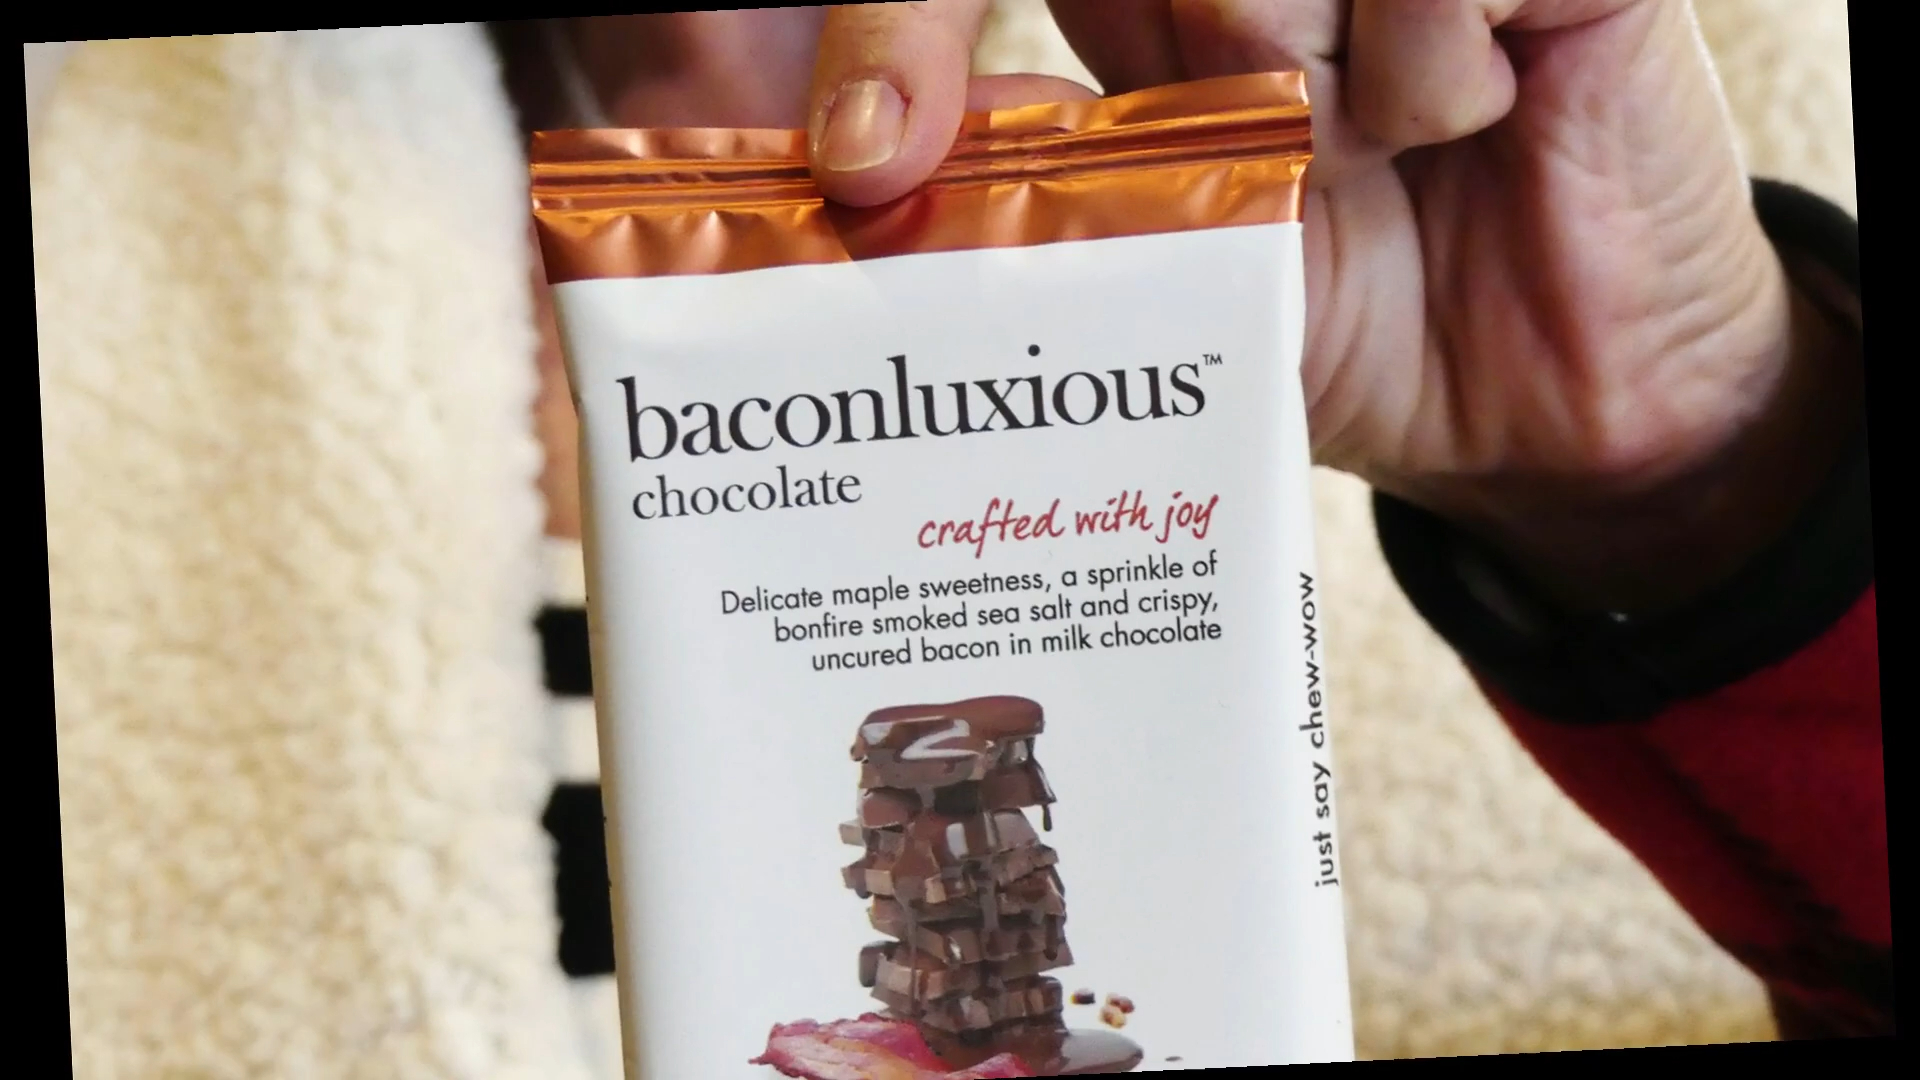 baconluxious™
chocolate
crafted with joy
Delicate maple sweetness, a sprinkle of
bonfire smoked sea salt and crispy,
uncured bacon in milk chocolate
just say chew-wow